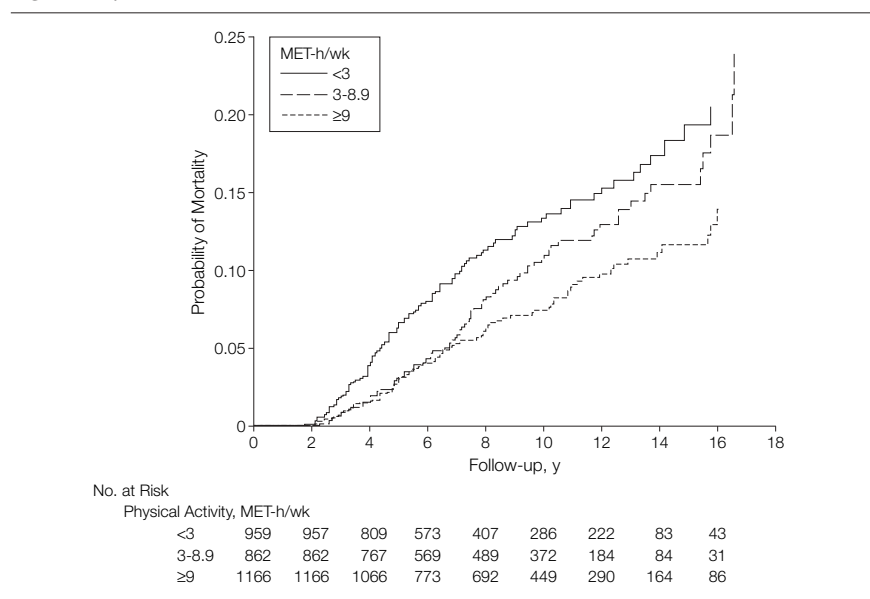 0.25
MET-h/wk
<3
3-8.9
≥9
0.20
0.15
Probability of Mortality
0.10
0.05
0
0 2 4 6 8 10 12 14 16 18
Follow-up, y
No. at Risk
Physical Activity, MET-h/wk
<3 959 957 809 573 407 286 222 83 43
3-8.9 862 862 767 569 489 372 184 84 31
≥9 1166 1166 1066 773 692 449 290 164 86